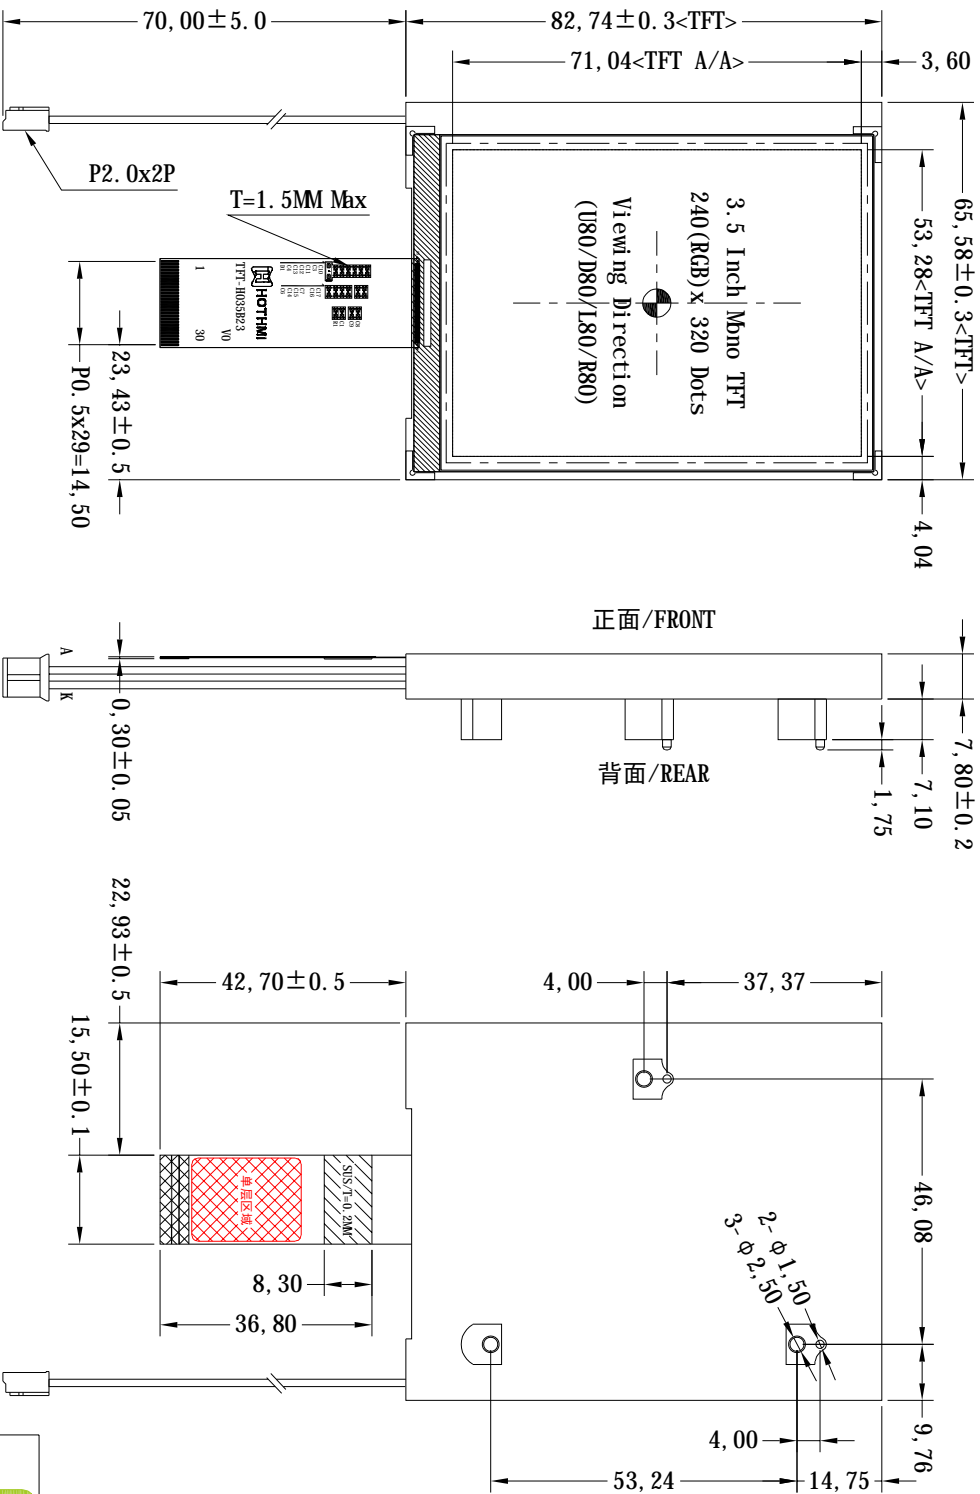 70,00±5.0
82,74±0.3<TFT>
71,04<TFT A/A>
3,60
65,58±0.3<TFT>
53,28<TFT A/A>
4,04
P2.0x2P
T=1.5MM Max
3.5 Inch Mono TFT
240(RGB)x 320 Dots
Viewing Direction
(U80/D80/L80/R80)
HOTHMI
TFT-H035B23
V0
1
30
23,43±0.5
P0.5x29=14,50
正面/FRONT
A
K
0,30±0.05
背面/REAR
7,80±0.2
7,10
1,75
22,93±0.5
15,50±0.1
42,70±0.5
4,00
37,37
46,08
2-φ1,50
3-φ2,50
SUS/T=0.2MM
单层区域
8,30
36,80
9,76
4,00
53,24
14,75